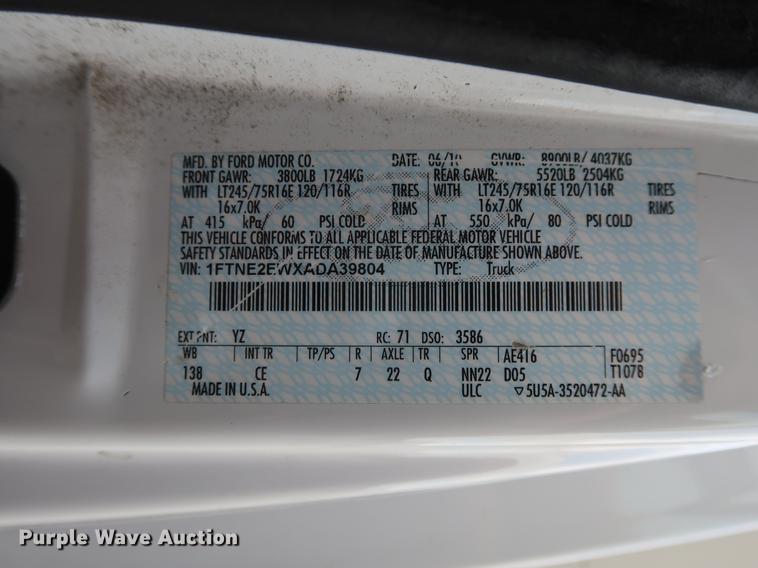 MFD. BY FORD MOTOR CO. DATE: 06/10 GVWR: 8900LB/ 4037KG
FRONT GAWR: 3800LB 1724KG REAR GAWR: 5520LB 2504KG
WITH LT245/75R16E 120/116R TIRES WITH LT245/75R16E 120/116R TIRES
16x7.0K RIMS 16x7.0K RIMS
AT 415 kPa/ 60 PSI COLD AT 550 kPa/ 80 PSI COLD
THIS VEHICLE CONFORMS TO ALL APPLICABLE FEDERAL MOTOR VEHICLE
SAFETY STANDARDS IN EFFECT ON THE DATE OF MANUFACTURE SHOWN ABOVE.
VIN: 1FTNE2EWXADA39804 TYPE: Truck
EXT PNT: YZ RC: 71 DSO: 3586
WB INT TR TP/PS R AXLE TR SPR AE416 F0695
138 CE 7 22 Q NN22 D05 T1078
MADE IN U.S.A. ULC ▽5U5A-3520472-AA
Purple Wave Auction